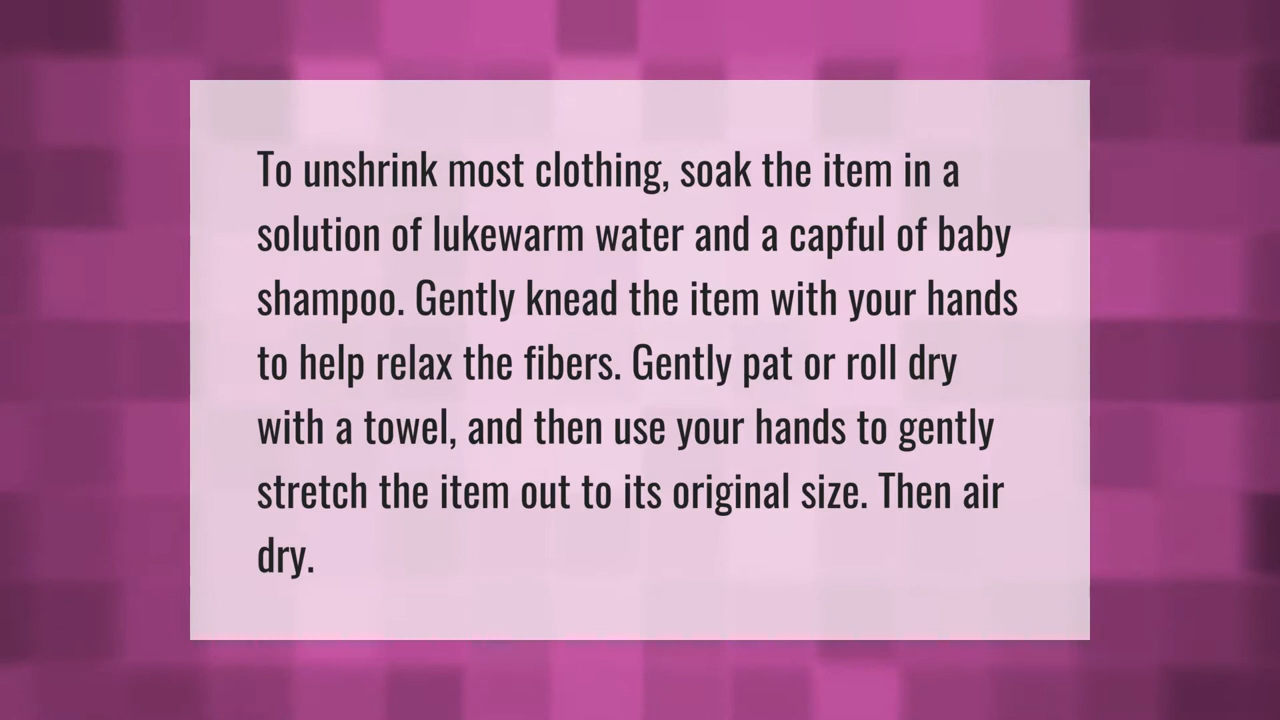 To unshrink most clothing, soak the item in a
solution of lukewarm water and a capful of baby
shampoo. Gently knead the item with your hands
to help relax the fibers. Gently pat or roll dry
with a towel, and then use your hands to gently
stretch the item out to its original size. Then air
dry.